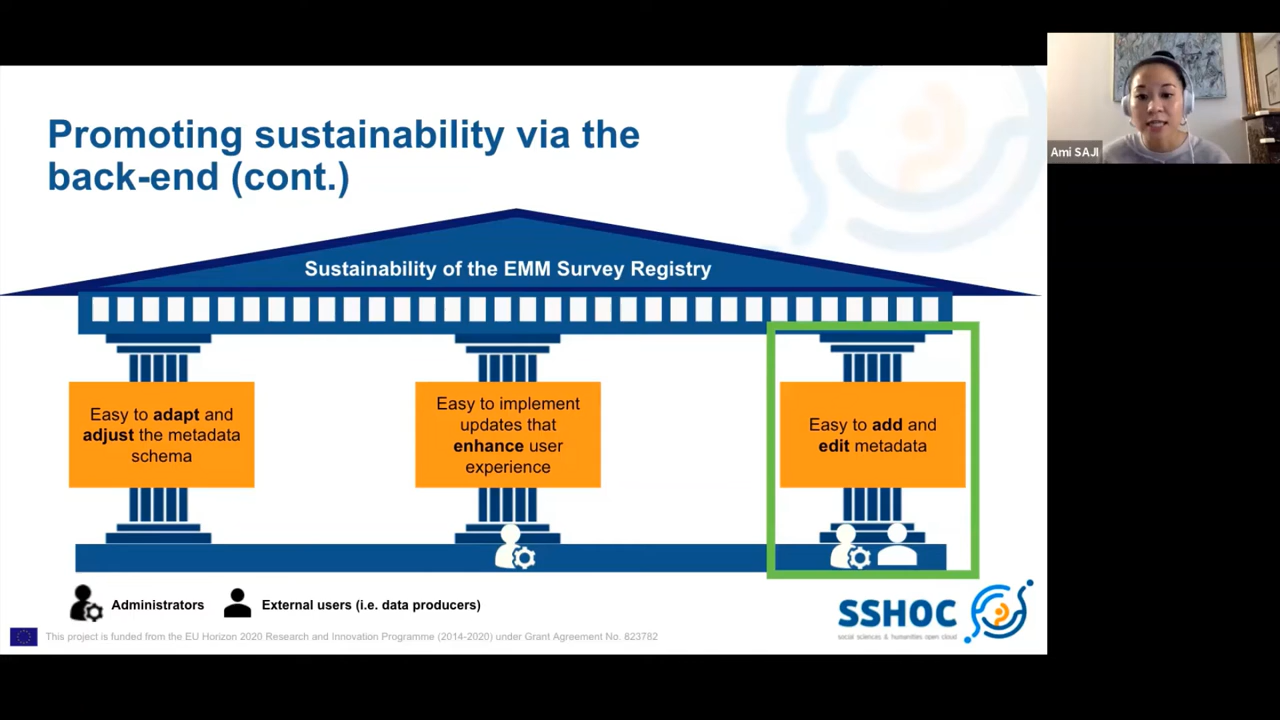 Promoting sustainability via the
back-end (cont.)
Ami SAJI
Sustainability of the EMM Survey Registry
Easy to adapt and
adjust the metadata
schema
Easy to implement
updates that
enhance user
experience
Easy to add and
edit metadata
Administrators
External users (i.e. data producers)
SSHOC
social sciences & humanities open cloud
This project is funded from the EU Horizon 2020 Research and Innovation Programme (2014-2020) under Grant Agreement No. 823782